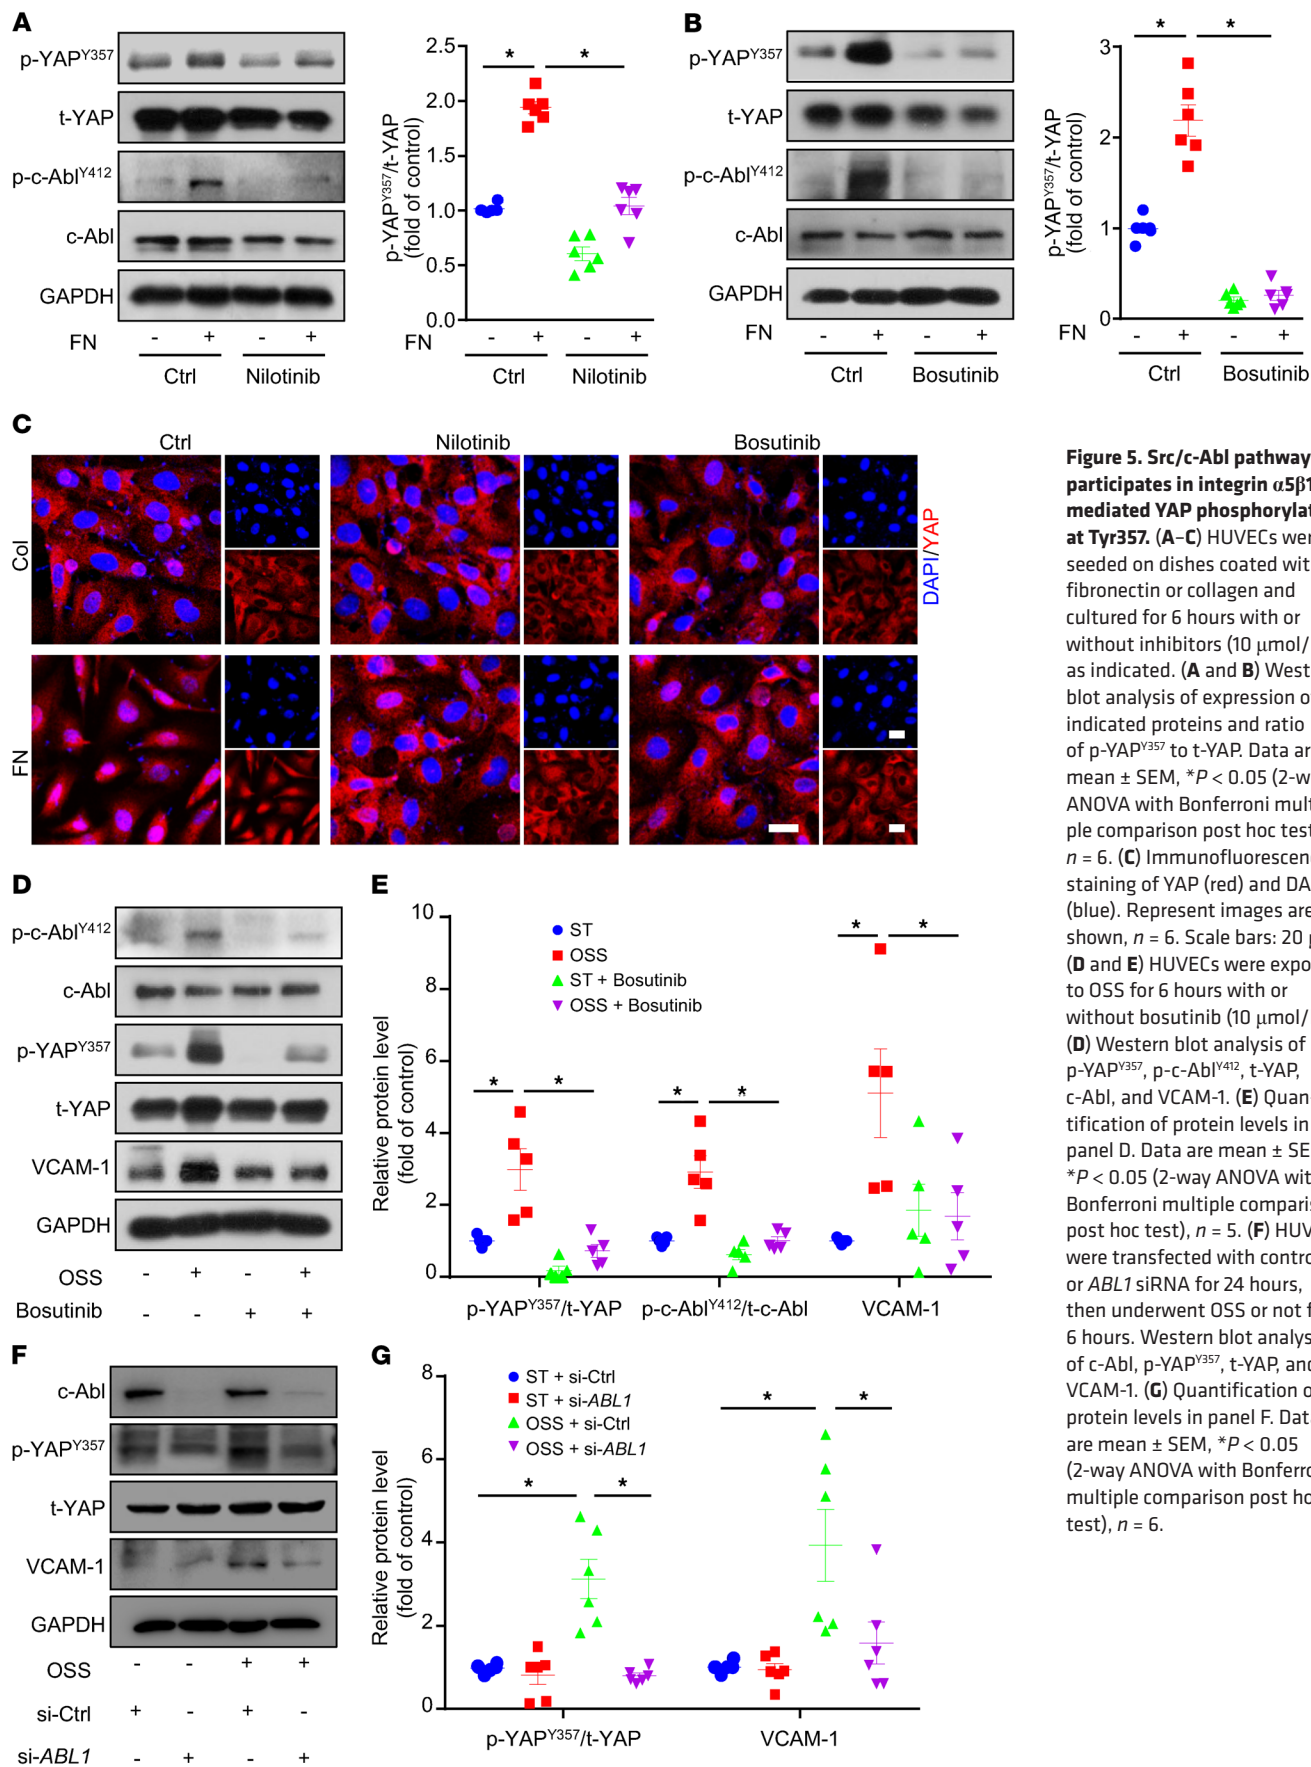 A
p-YAPY357
t-YAP
p-c-AblY412
c-Abl
GAPDH
FN
- + - +
Ctrl Nilotinib
p-YAPY357/t-YAP
(fold of control)
2.5
2.0
1.5
1.0
0.5
0.0
* *
FN
- + - +
Ctrl Nilotinib
B
p-YAPY357
t-YAP
p-c-AblY412
c-Abl
GAPDH
FN
- + - +
Ctrl Bosutinib
p-YAPY357/t-YAP
(fold of control)
3
2
1
0
* *
FN
- + - +
Ctrl Bosutinib
C
Ctrl Nilotinib Bosutinib
Col
FN
DAPI/YAP
D
p-c-AblY412
c-Abl
p-YAPY357
t-YAP
VCAM-1
GAPDH
OSS - + - +
Bosutinib - - + +
E
Relative protein level
(fold of control)
10
8
6
4
2
0
ST
OSS
ST + Bosutinib
OSS + Bosutinib
* *
* *
* *
p-YAPY357/t-YAP p-c-AblY412/t-c-Abl VCAM-1
F
c-Abl
p-YAPY357
t-YAP
VCAM-1
GAPDH
OSS - - + +
si-Ctrl + - + -
si-ABL1 - + - +
G
Relative protein level
(fold of control)
8
6
4
2
0
ST + si-Ctrl
ST + si-ABL1
OSS + si-Ctrl
OSS + si-ABL1
* *
* *
p-YAPY357/t-YAP VCAM-1
Figure 5. Src/c-Abl pathway
participates in integrin α5β1
mediated YAP phosphorylat
at Tyr357. (A–C) HUVECs wer
seeded on dishes coated wit
fibronectin or collagen and
cultured for 6 hours with or
without inhibitors (10 μmol/
as indicated. (A and B) West
blot analysis of expression o
indicated proteins and ratio
of p-YAPY357 to t-YAP. Data ar
mean ± SEM, *P < 0.05 (2-w
ANOVA with Bonferroni mult
ple comparison post hoc test
n = 6. (C) Immunofluorescen
staining of YAP (red) and DA
(blue). Represent images are
shown, n = 6. Scale bars: 20
(D and E) HUVECs were expo
to OSS for 6 hours with or
without bosutinib (10 μmol/
(D) Western blot analysis of
p-YAPY357, p-c-AblY412, t-YAP,
c-Abl, and VCAM-1. (E) Quan
tification of protein levels in
panel D. Data are mean ± SE
*P < 0.05 (2-way ANOVA wit
Bonferroni multiple comparis
post hoc test), n = 5. (F) HUV
were transfected with contro
or ABL1 siRNA for 24 hours,
then underwent OSS or not f
6 hours. Western blot analys
of c-Abl, p-YAPY357, t-YAP, and
VCAM-1. (G) Quantification o
protein levels in panel F. Dat
are mean ± SEM, *P < 0.05
(2-way ANOVA with Bonferro
multiple comparison post ho
test), n = 6.